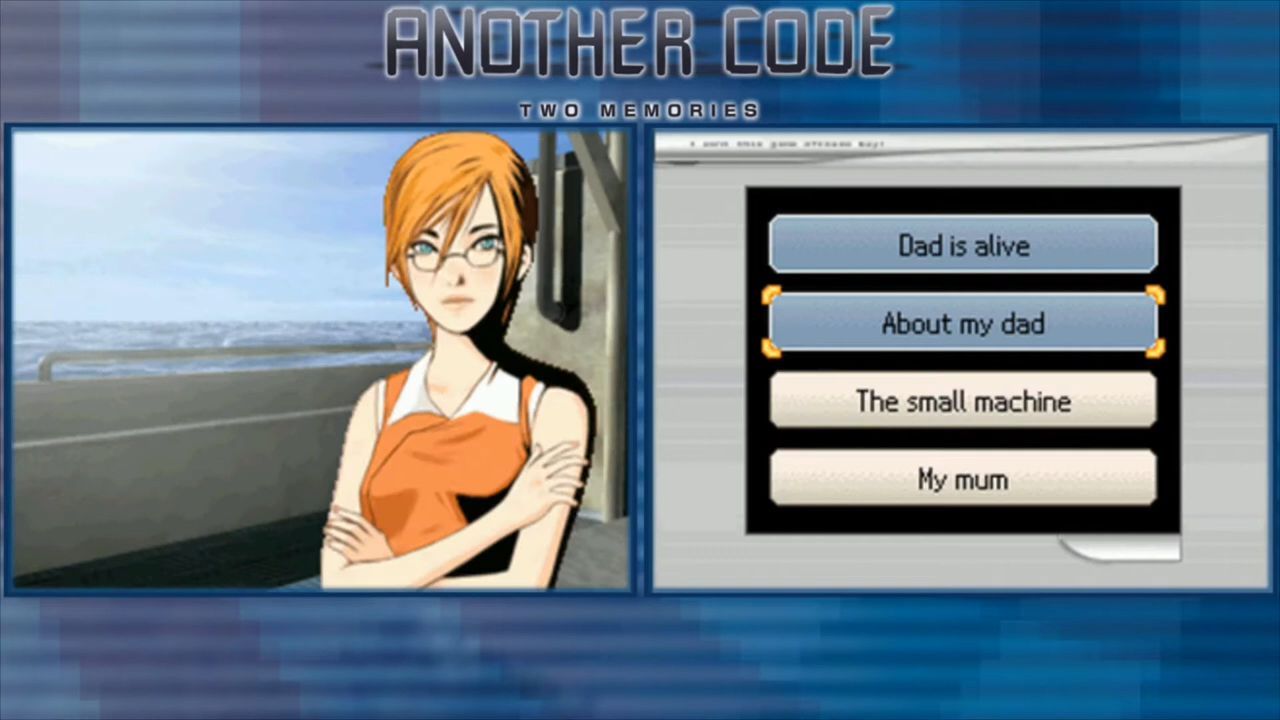 ANOTHER CODE
TWO MEMORIES
Dad is alive
About my dad
The small machine
My mum